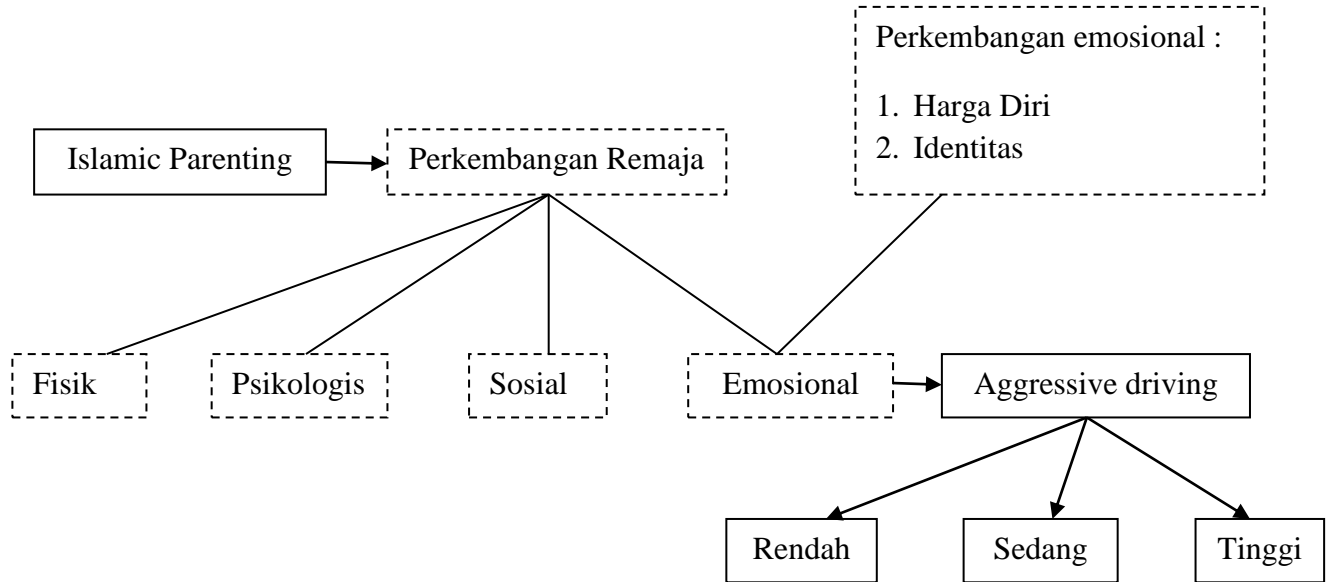 Perkembangan emosional :
1. Harga Diri
2. Identitas
Islamic Parenting
Perkembangan Remaja
Fisik
Psikologis
Sosial
Emosional
Aggressive driving
Rendah
Sedang
Tinggi